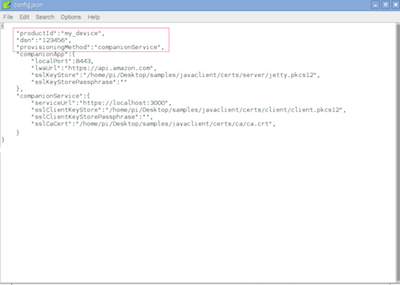 config.json
File Edit Search Options Help
{
"productId":"my_device",
"dsn":"123456",
"provisioningMethod":"companionService",
"companionApp":{
"localPort":8443,
"lwaUrl":"https://api.amazon.com",
"sslKeyStore":"/home/pi/Desktop/samples/javaclient/certs/server/jetty.pkcs12",
"sslKeyStorePassphrase":""
},
"companionService":{
"serviceUrl":"https://localhost:3000",
"sslClientKeyStore":"/home/pi/Desktop/samples/javaclient/certs/client/client.pkcs12",
"sslClientKeyStorePassphrase":"",
"sslCaCert":"/home/pi/Desktop/samples/javaclient/certs/ca/ca.crt",
}
}